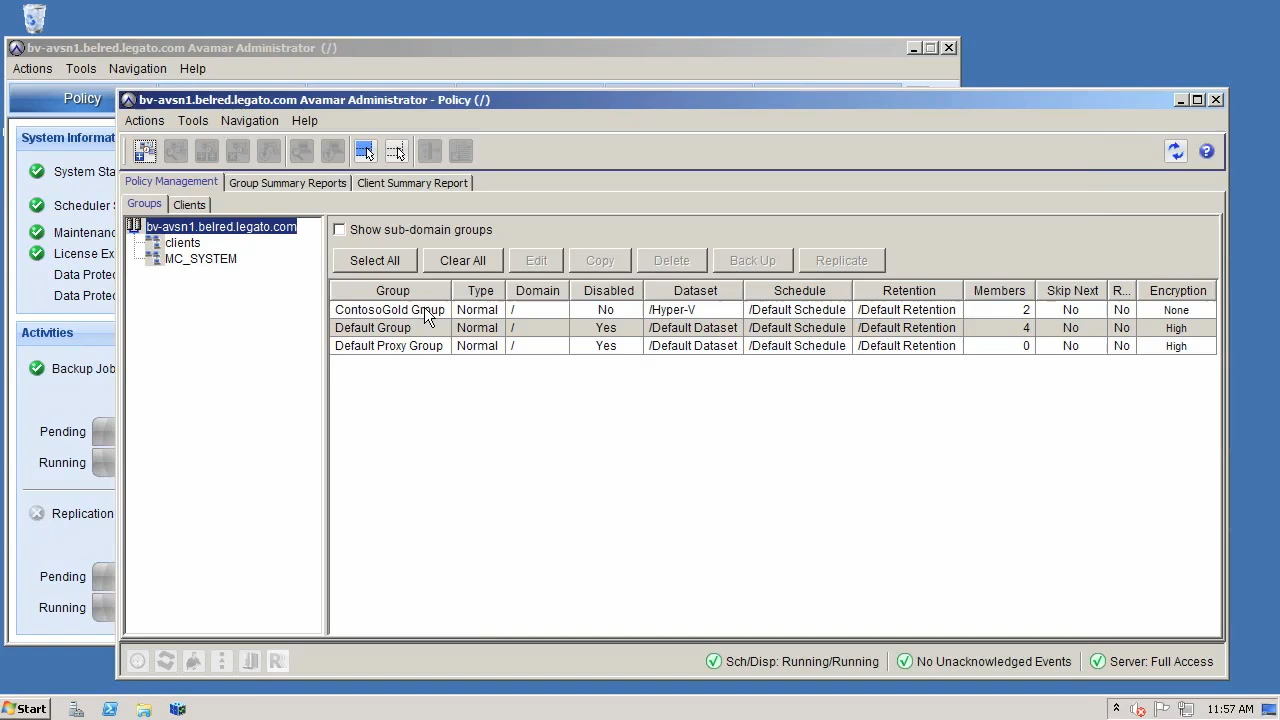 bv-avsn1.belred.legato.com Avamar Administrator (/)
Actions Tools Navigation Help
Policy
bv-avsn1.belred.legato.com Avamar Administrator - Policy (/)
Actions Tools Navigation Help
System Informat
System Sta
Scheduler
Maintenanc
License Ex
Data Protec
Data Protec
Activities
Backup Job
Pending
Running
Replication
Pending
Running
Policy Management Group Summary Reports Client Summary Report
Groups Clients
bv-avsn1.belred.legato.com
clients
MC_SYSTEM
Show sub-domain groups
Select All Clear All Edit Copy Delete Back Up Replicate
Group Type Domain Disabled Dataset Schedule Retention Members Skip Next R... Encryption
ContosoGold Group Normal / No /Hyper-V /Default Schedule /Default Retention 2 No No None
Default Group Normal / Yes /Default Dataset /Default Schedule /Default Retention 4 No No High
Default Proxy Group Normal / Yes /Default Dataset /Default Schedule /Default Retention 0 No No High
Sch/Disp: Running/Running No Unacknowledged Events Server: Full Access
Start 11:57 AM